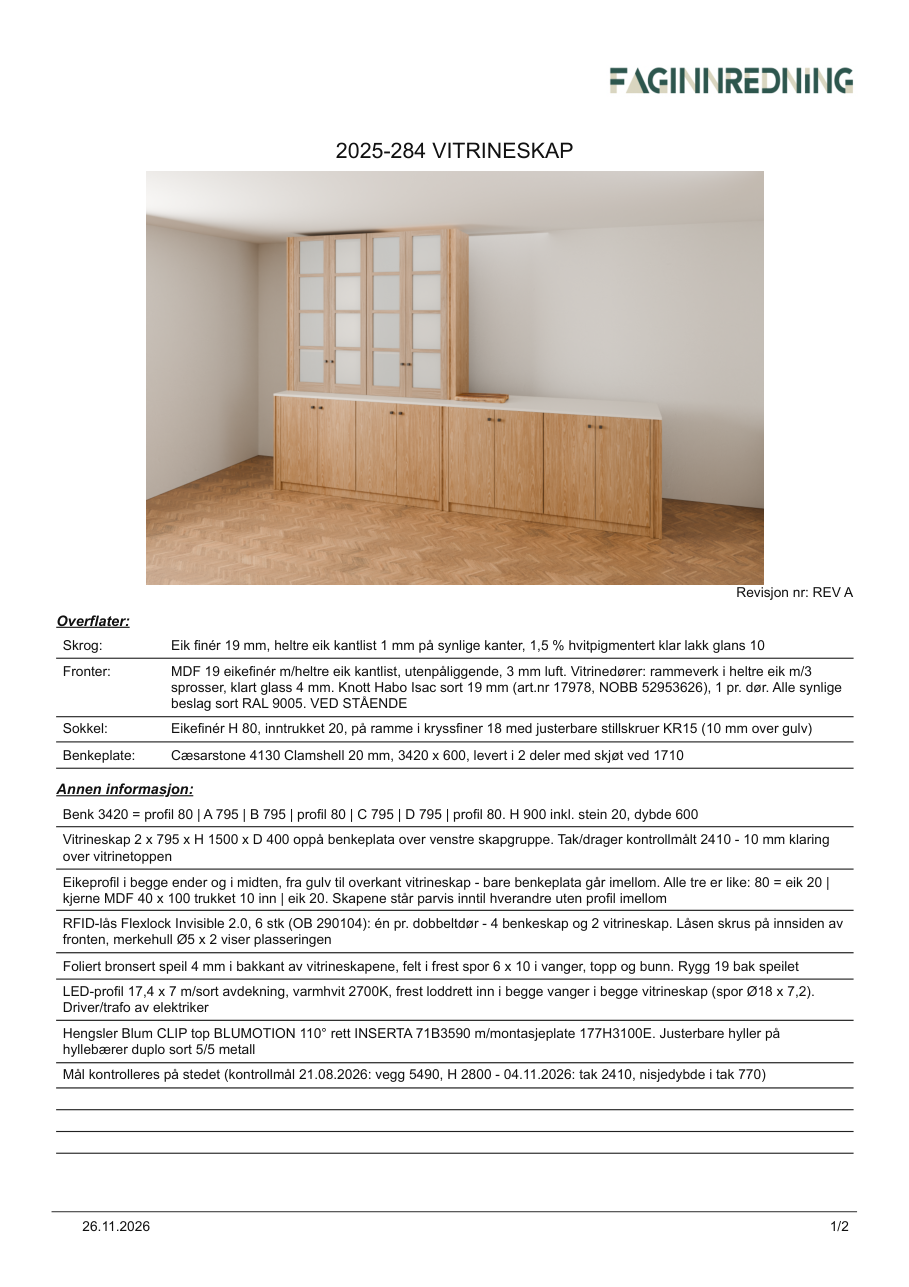 FAGINNREDNING
2025-284 VITRINESKAP
Revisjon nr: REV A
Overflater:
Skrog: Eik finér 19 mm, heltre eik kantlist 1 mm på synlige kanter, 1,5 % hvitpigmentert klar lakk glans 10
Fronter: MDF 19 eikefinér m/heltre eik kantlist, utenpåliggende, 3 mm luft. Vitrinedører: rammeverk i heltre eik m/3
sprosser, klart glass 4 mm. Knott Habo Isac sort 19 mm (art.nr 17978, NOBB 52953626), 1 pr. dør. Alle synlige
beslag sort RAL 9005. VED STÅENDE
Sokkel: Eikefinér H 80, inntrukket 20, på ramme i kryssfiner 18 med justerbare stillskruer KR15 (10 mm over gulv)
Benkeplate: Cæsarstone 4130 Clamshell 20 mm, 3420 x 600, levert i 2 deler med skjøt ved 1710
Annen informasjon:
Benk 3420 = profil 80 | A 795 | B 795 | profil 80 | C 795 | D 795 | profil 80. H 900 inkl. stein 20, dybde 600
Vitrineskap 2 x 795 x H 1500 x D 400 oppå benkeplata over venstre skapgruppe. Tak/drager kontrollmålt 2410 - 10 mm klaring
over vitrinetoppen
Eikeprofil i begge ender og i midten, fra gulv til overkant vitrineskap - bare benkeplata går imellom. Alle tre er like: 80 = eik 20 |
kjerne MDF 40 x 100 trukket 10 inn | eik 20. Skapene står parvis inntil hverandre uten profil imellom
RFID-lås Flexlock Invisible 2.0, 6 stk (OB 290104): én pr. dobbeltdør - 4 benkeskap og 2 vitrineskap. Låsen skrus på innsiden av
fronten, merkehull Ø5 x 2 viser plasseringen
Foliert bronsert speil 4 mm i bakkant av vitrineskapene, felt i frest spor 6 x 10 i vanger, topp og bunn. Rygg 19 bak speilet
LED-profil 17,4 x 7 m/sort avdekning, varmhvit 2700K, frest loddrett inn i begge vanger i begge vitrineskap (spor Ø18 x 7,2).
Driver/trafo av elektriker
Hengsler Blum CLIP top BLUMOTION 110° rett INSERTA 71B3590 m/montasjeplate 177H3100E. Justerbare hyller på
hyllebærer duplo sort 5/5 metall
Mål kontrolleres på stedet (kontrollmål 21.08.2026: vegg 5490, H 2800 - 04.11.2026: tak 2410, nisjedybde i tak 770)
26.11.2026
1/2